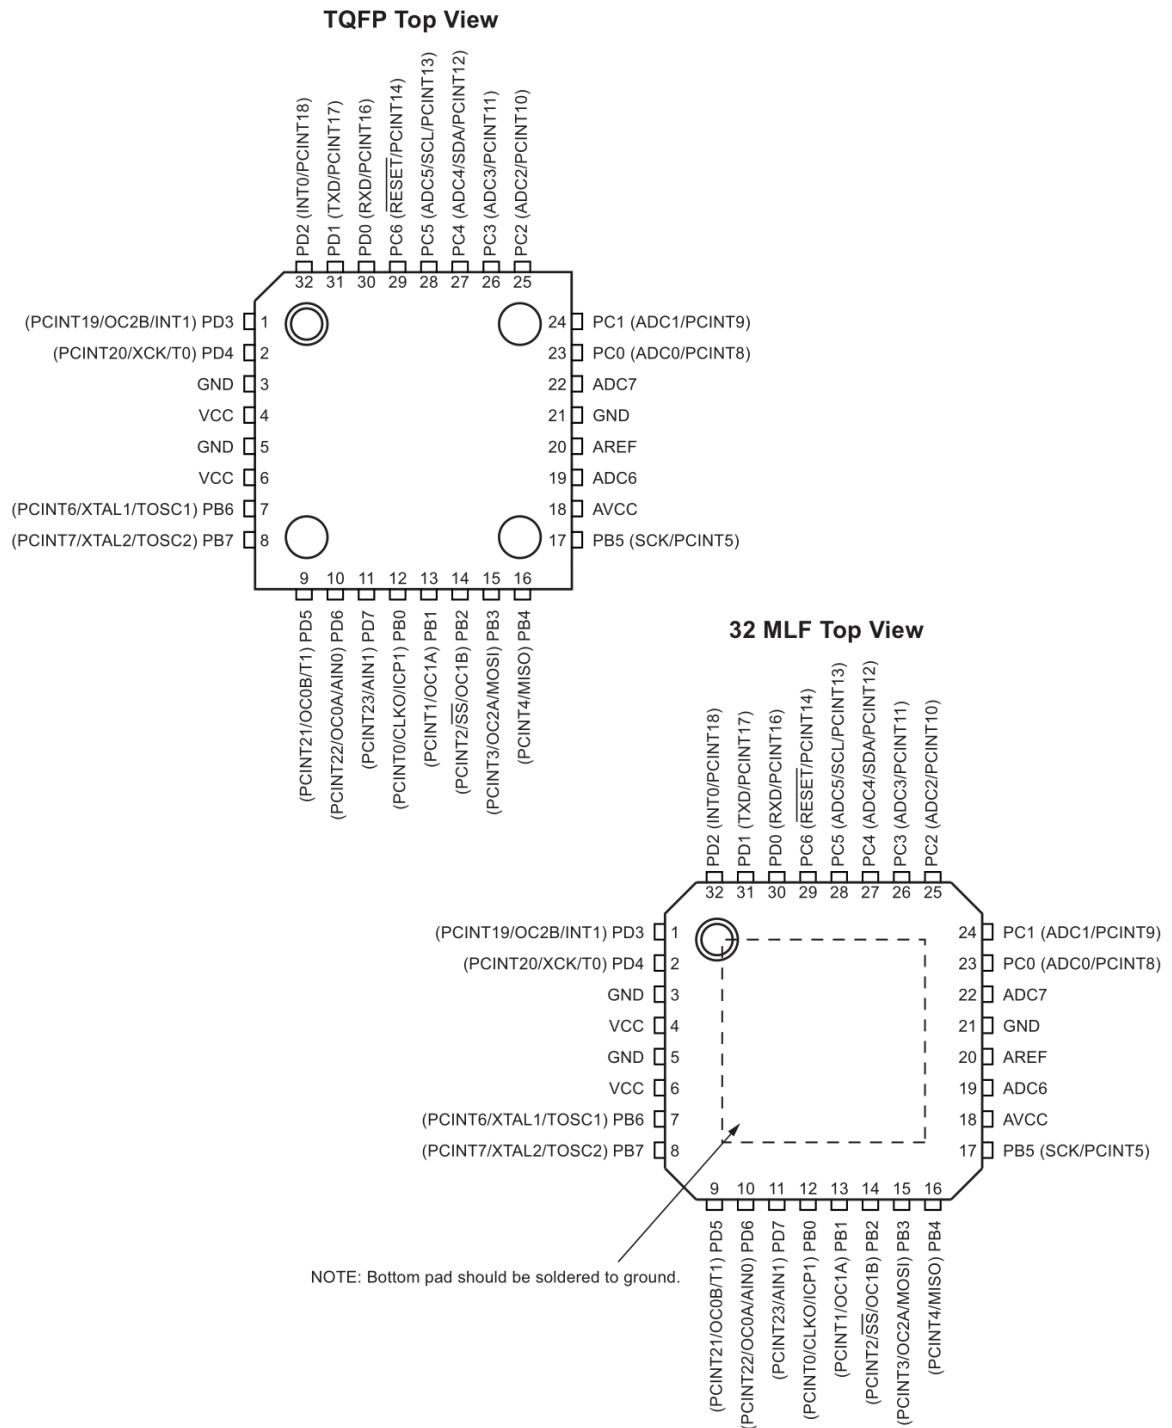 TQFP Top View
PD2 (INT0/PCINT18)
PD1 (TXD/PCINT17)
PD0 (RXD/PCINT16)
PC6 (RESET/PCINT14)
PC5 (ADC5/SCL/PCINT13)
PC4 (ADC4/SDA/PCINT12)
PC3 (ADC3/PCINT11)
PC2 (ADC2/PCINT10)
32 31 30 29 28 27 26 25
(PCINT19/OC2B/INT1) PD3 1 24 PC1 (ADC1/PCINT9)
(PCINT20/XCK/T0) PD4 2 23 PC0 (ADC0/PCINT8)
GND 3 22 ADC7
VCC 4 21 GND
GND 5 20 AREF
VCC 6 19 ADC6
(PCINT6/XTAL1/TOSC1) PB6 7 18 AVCC
(PCINT7/XTAL2/TOSC2) PB7 8 17 PB5 (SCK/PCINT5)
9 10 11 12 13 14 15 16
(PCINT21/OC0B/T1) PD5
(PCINT22/OC0A/AIN0) PD6
(PCINT23/AIN1) PD7
(PCINT0/CLKO/ICP1) PB0
(PCINT1/OC1A) PB1
(PCINT2/SS/OC1B) PB2
(PCINT3/OC2A/MOSI) PB3
(PCINT4/MISO) PB4
32 MLF Top View
PD2 (INT0/PCINT18)
PD1 (TXD/PCINT17)
PD0 (RXD/PCINT16)
PC6 (RESET/PCINT14)
PC5 (ADC5/SCL/PCINT13)
PC4 (ADC4/SDA/PCINT12)
PC3 (ADC3/PCINT11)
PC2 (ADC2/PCINT10)
32 31 30 29 28 27 26 25
(PCINT19/OC2B/INT1) PD3 1 24 PC1 (ADC1/PCINT9)
(PCINT20/XCK/T0) PD4 2 23 PC0 (ADC0/PCINT8)
GND 3 22 ADC7
VCC 4 21 GND
GND 5 20 AREF
VCC 6 19 ADC6
(PCINT6/XTAL1/TOSC1) PB6 7 18 AVCC
(PCINT7/XTAL2/TOSC2) PB7 8 17 PB5 (SCK/PCINT5)
9 10 11 12 13 14 15 16
(PCINT21/OC0B/T1) PD5
(PCINT22/OC0A/AIN0) PD6
(PCINT23/AIN1) PD7
(PCINT0/CLKO/ICP1) PB0
(PCINT1/OC1A) PB1
(PCINT2/SS/OC1B) PB2
(PCINT3/OC2A/MOSI) PB3
(PCINT4/MISO) PB4
NOTE: Bottom pad should be soldered to ground.